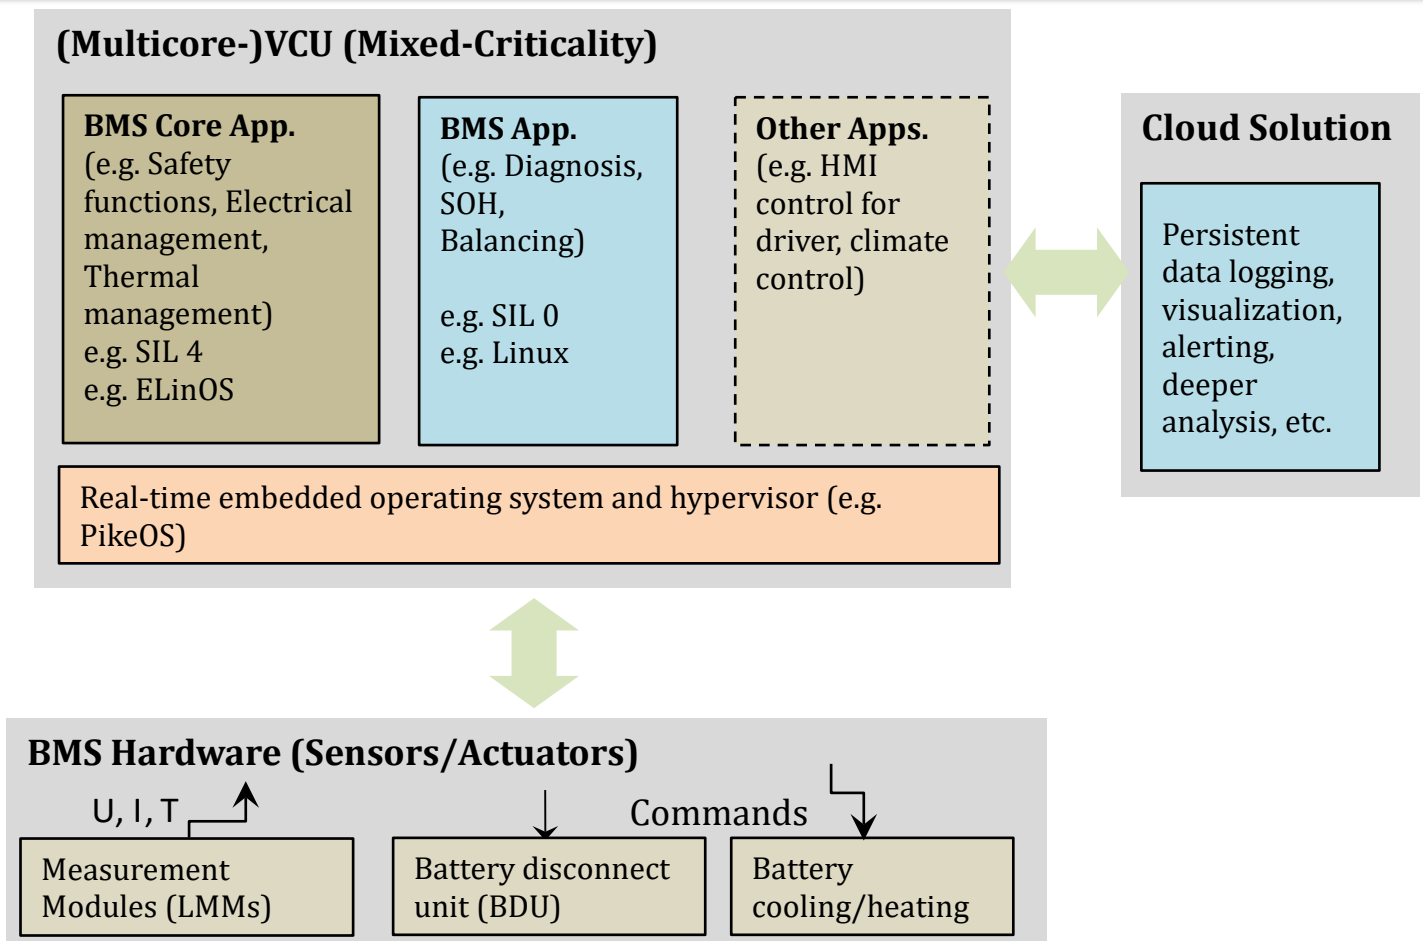 (Multicore-)VCU (Mixed-Criticality)
BMS Core App.
(e.g. Safety
functions, Electrical
management,
Thermal
management)
e.g. SIL 4
e.g. ELinOS
BMS App.
(e.g. Diagnosis,
SOH,
Balancing)
e.g. SIL 0
e.g. Linux
Other Apps.
(e.g. HMI
control for
driver, climate
control)
Real-time embedded operating system and hypervisor (e.g.
PikeOS)
Cloud Solution
Persistent
data logging,
visualization,
alerting,
deeper
analysis, etc.
BMS Hardware (Sensors/Actuators)
U, I, T
Commands
Measurement
Modules (LMMs)
Battery disconnect
unit (BDU)
Battery
cooling/heating